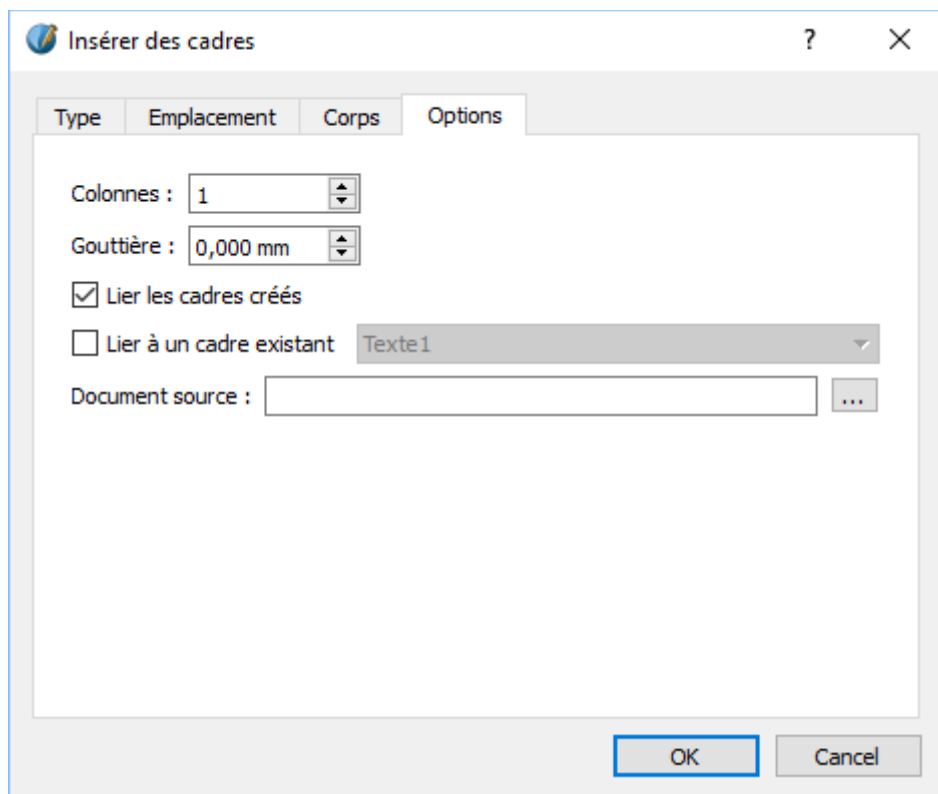 Insérer des cadres ?
Type Emplacement Corps Options
Colonnes : 1
Gouttière : 0,000 mm
Lier les cadres créés
Lier à un cadre existant Texte1
Document source : ...
OK Cancel